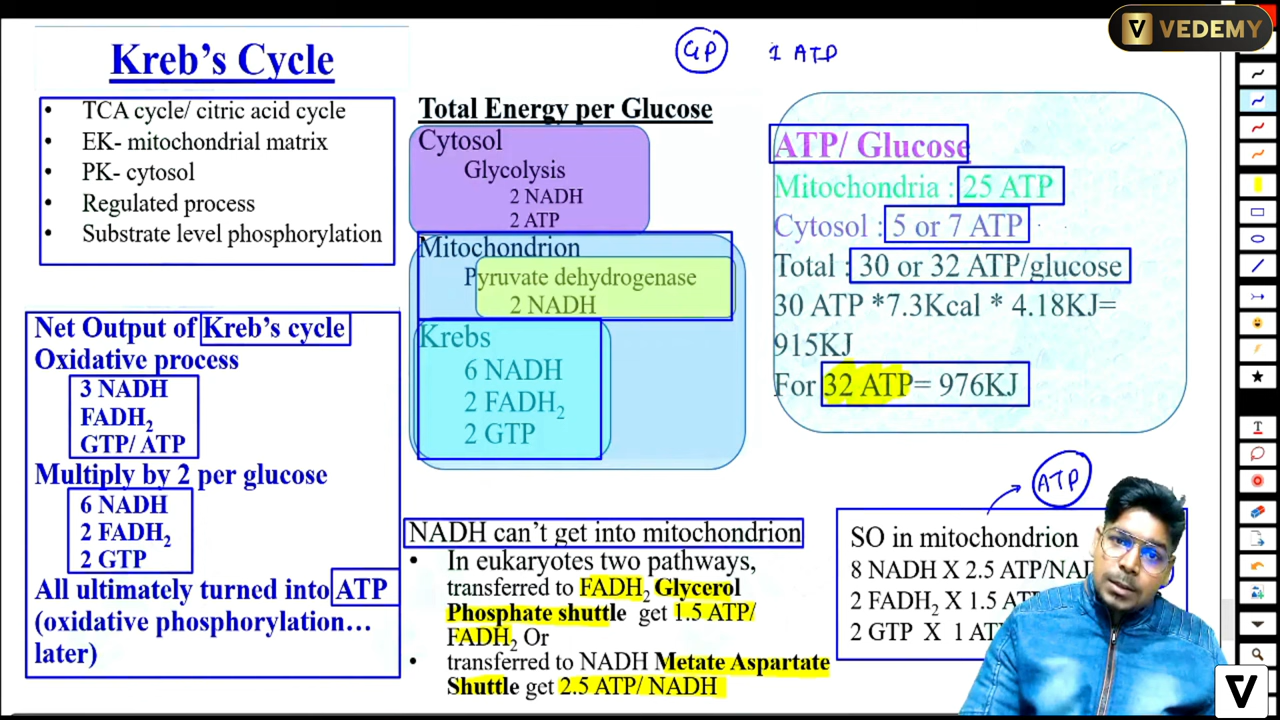 VEDEMY
GP 1 ATP
Kreb's Cycle
• TCA cycle/ citric acid cycle
• EK- mitochondrial matrix
• PK- cytosol
• Regulated process
• Substrate level phosphorylation
Net Output of Kreb's cycle
Oxidative process
3 NADH
FADH₂
GTP/ ATP
Multiply by 2 per glucose
6 NADH
2 FADH₂
2 GTP
All ultimately turned into ATP
(oxidative phosphorylation…
later)
Total Energy per Glucose
Cytosol
Glycolysis
2 NADH
2 ATP
Mitochondrion
Pyruvate dehydrogenase
2 NADH
Krebs
6 NADH
2 FADH₂
2 GTP
NADH can't get into mitochondrion
• In eukaryotes two pathways,
transferred to FADH₂ Glycerol
Phosphate shuttle get 1.5 ATP/
FADH₂ Or
• transferred to NADH Metate Aspartate
Shuttle get 2.5 ATP/ NADH
ATP/ Glucose
Mitochondria : 25 ATP
Cytosol : 5 or 7 ATP
Total : 30 or 32 ATP/glucose
30 ATP *7.3Kcal * 4.18KJ=
915KJ
For 32 ATP= 976KJ
ATP
SO in mitochondrion
8 NADH X 2.5
2 FADH₂ X 1.5
2 GTP X 1